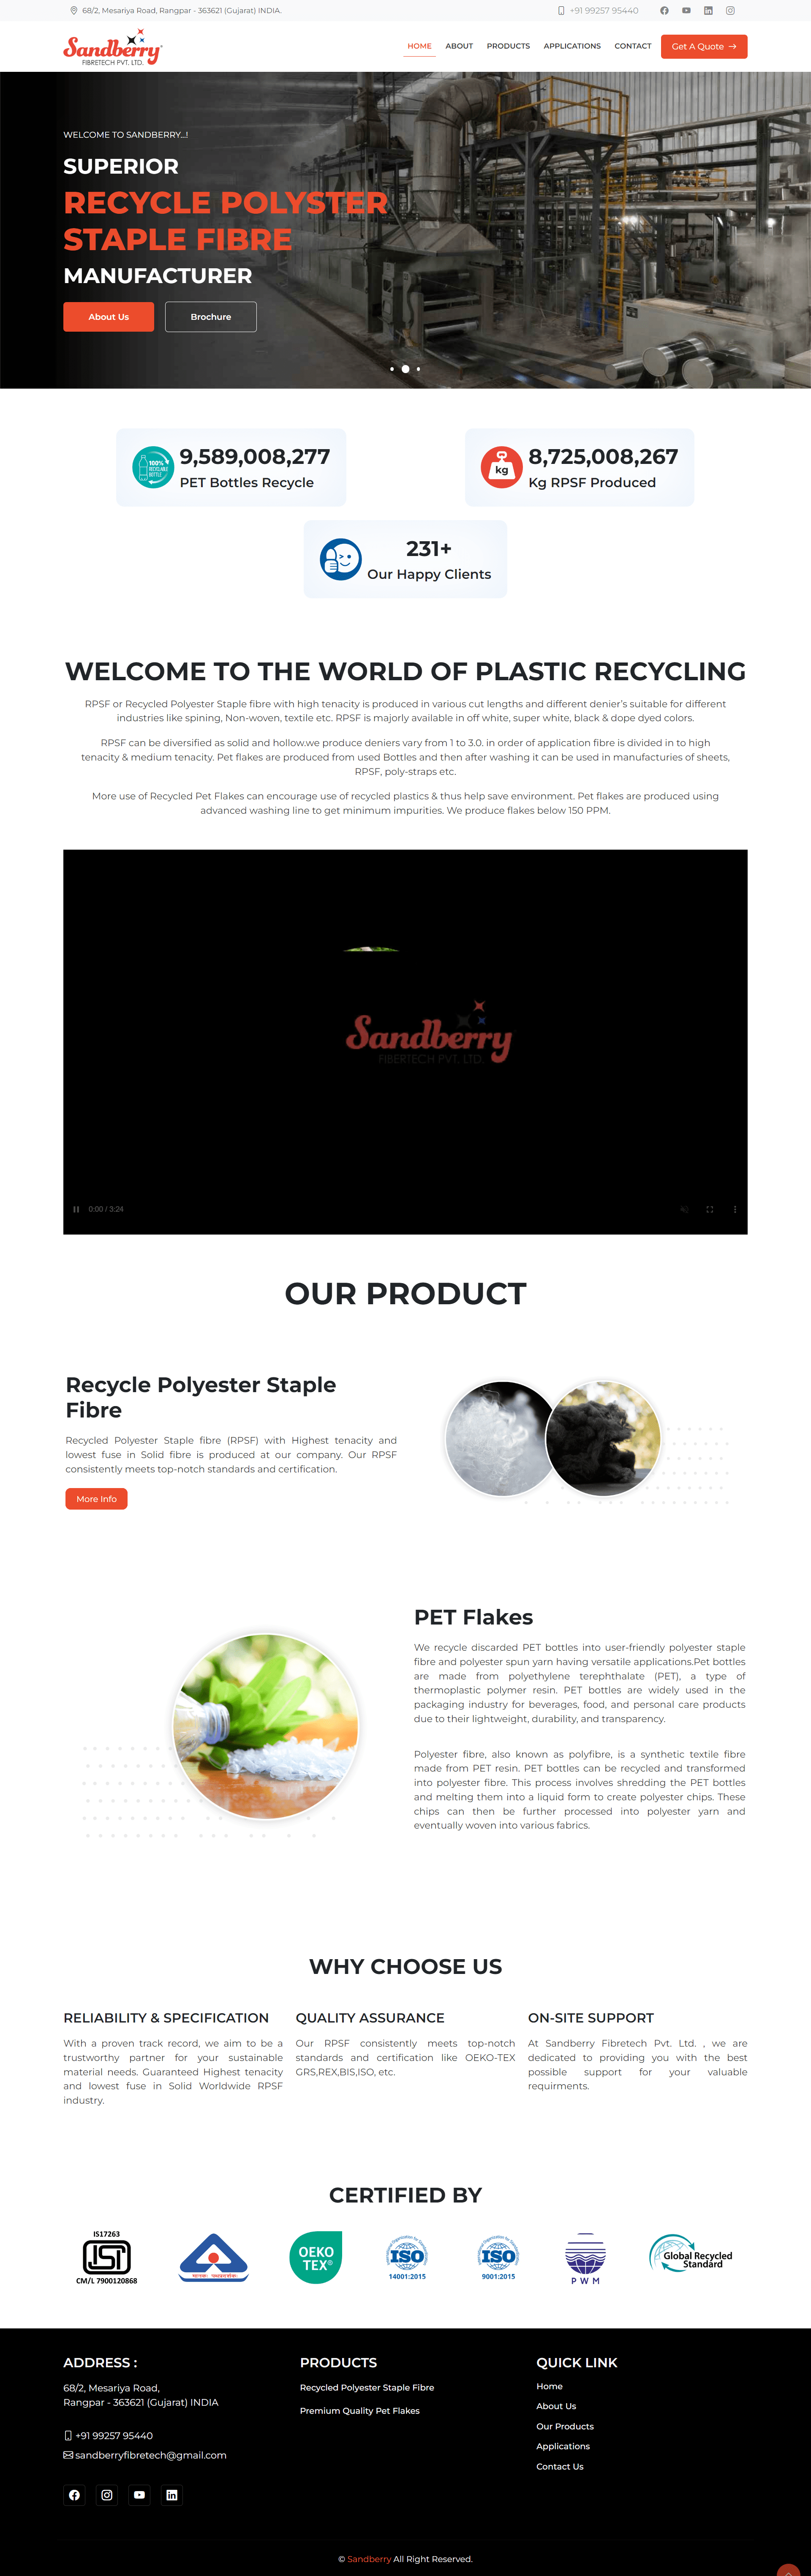 68/2, Mesariya Road, Rangpar - 363621 (Gujarat) INDIA.
+91 99257 95440
Sandberry
FIBRETECH PVT. LTD.
HOME
ABOUT
PRODUCTS
APPLICATIONS
CONTACT
Get A Quote
WELCOME TO SANDBERRY...!
SUPERIOR
RECYCLE POLYSTER
STAPLE FIBRE
MANUFACTURER
About Us
Brochure
100%
RECYCLABLE
BOTTLE
9,589,008,277
PET Bottles Recycle
kg
8,725,008,267
Kg RPSF Produced
231+
Our Happy Clients
WELCOME TO THE WORLD OF PLASTIC RECYCLING
RPSF or Recycled Polyester Staple fibre with high tenacity is produced in various cut lengths and different denier's suitable for different
industries like spining, Non-woven, textile etc. RPSF is majorly available in off white, super white, black & dope dyed colors.
RPSF can be diversified as solid and hollow.we produce deniers vary from 1 to 3.0. in order of application fibre is divided in to high
tenacity & medium tenacity. Pet flakes are produced from used Bottles and then after washing it can be used in manufacturies of sheets,
RPSF, poly-straps etc.
More use of Recycled Pet Flakes can encourage use of recycled plastics & thus help save environment. Pet flakes are produced using
advanced washing line to get minimum impurities. We produce flakes below 150 PPM.
Sandberry
FIBERTECH PVT. LTD.
0:00 / 3:24
OUR PRODUCT
Recycle Polyester Staple
Fibre
Recycled Polyester Staple fibre (RPSF) with Highest tenacity and
lowest fuse in Solid fibre is produced at our company. Our RPSF
consistently meets top-notch standards and certification.
More Info
PET Flakes
We recycle discarded PET bottles into user-friendly polyester staple
fibre and polyester spun yarn having versatile applications.Pet bottles
are made from polyethylene terephthalate (PET), a type of
thermoplastic polymer resin. PET bottles are widely used in the
packaging industry for beverages, food, and personal care products
due to their lightweight, durability, and transparency.
Polyester fibre, also known as polyfibre, is a synthetic textile fibre
made from PET resin. PET bottles can be recycled and transformed
into polyester fibre. This process involves shredding the PET bottles
and melting them into a liquid form to create polyester chips. These
chips can then be further processed into polyester yarn and
eventually woven into various fabrics.
WHY CHOOSE US
RELIABILITY & SPECIFICATION
With a proven track record, we aim to be a
trustworthy partner for your sustainable
material needs. Guaranteed Highest tenacity
and lowest fuse in Solid Worldwide RPSF
industry.
QUALITY ASSURANCE
Our RPSF consistently meets top-notch
standards and certification like OEKO-TEX
GRS,REX,BIS,ISO, etc.
ON-SITE SUPPORT
At Sandberry Fibretech Pvt. Ltd. , we are
dedicated to providing you with the best
possible support for your valuable
requirments.
CERTIFIED BY
IS17263
CM/L 7900120868
मानकः पथप्रदर्शकः
OEKO
TEX®
ISO
14001:2015
ISO
9001:2015
P W M
Global Recycled
Standard
ADDRESS :
68/2, Mesariya Road,
Rangpar - 363621 (Gujarat) INDIA
+91 99257 95440
sandberryfibretech@gmail.com
PRODUCTS
Recycled Polyester Staple Fibre
Premium Quality Pet Flakes
QUICK LINK
Home
About Us
Our Products
Applications
Contact Us
© Sandberry All Right Reserved.